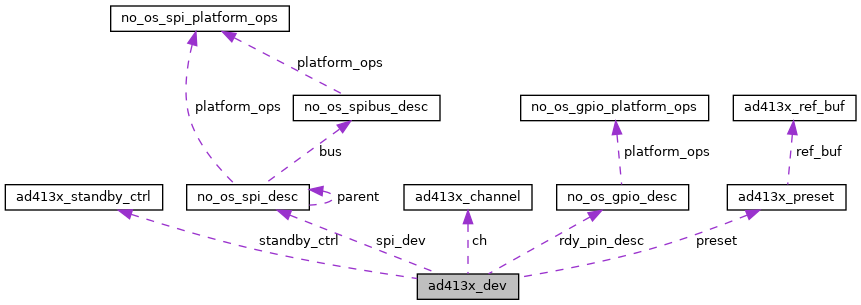 no_os_spi_platform_ops
platform_ops
platform_ops
no_os_spibus_desc
no_os_gpio_platform_ops
ad413x_ref_buf
bus
platform_ops
ref_buf
ad413x_standby_ctrl
no_os_spi_desc
parent
ad413x_channel
no_os_gpio_desc
ad413x_preset
standby_ctrl
spi_dev
ch
rdy_pin_desc
preset
ad413x_dev